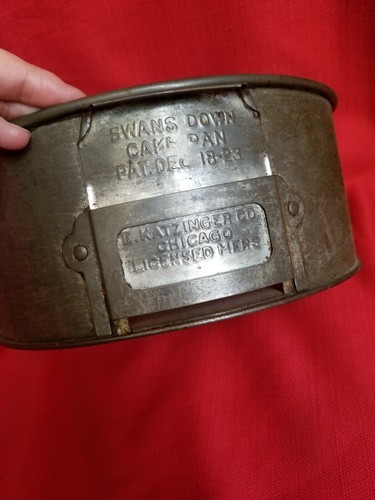 SWANS DOWN
CAKE PAN
PAT. DEC 18-23
E. KATZINGER CO.
CHICAGO
LICENSED MFRS